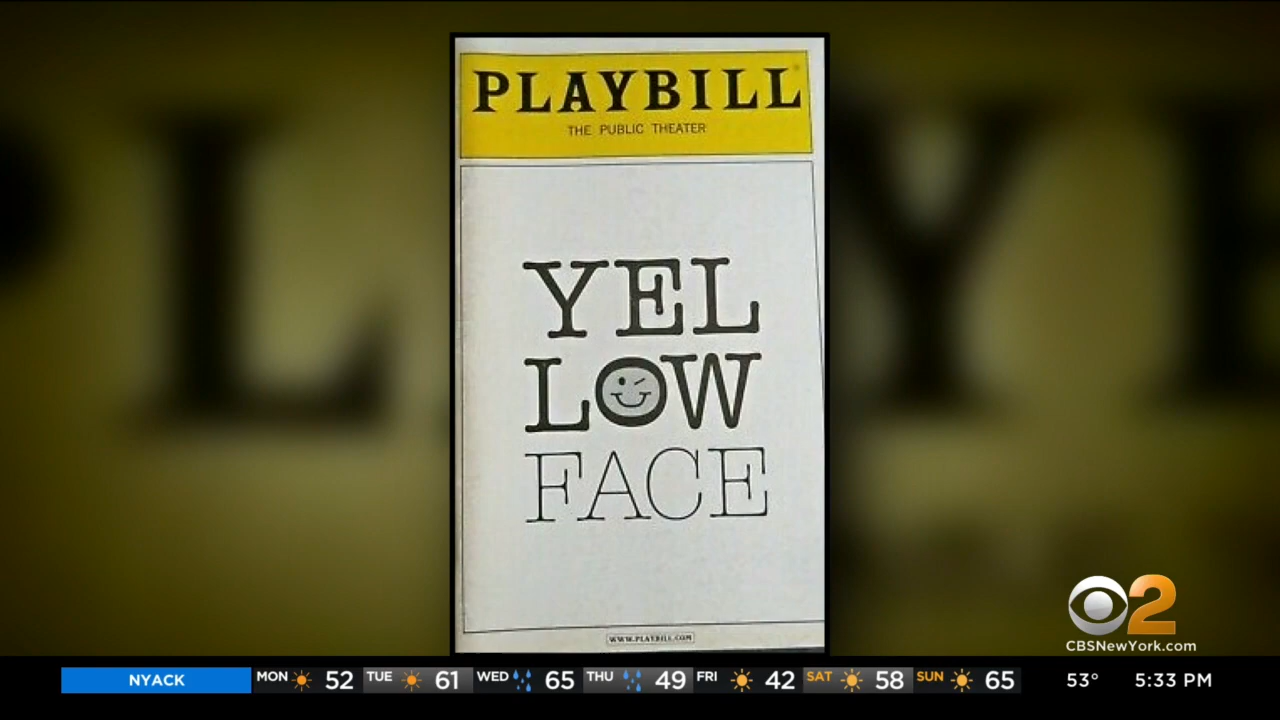 PLAYBILL
THE PUBLIC THEATER
YEL
LOW
FACE
WWW.PLAYBILL.COM
2
CBSNewYork.com
NYACK MON 52 TUE 61 WED 65 THU 49 FRI 42 SAT 58 SUN 65 53° 5:33 PM